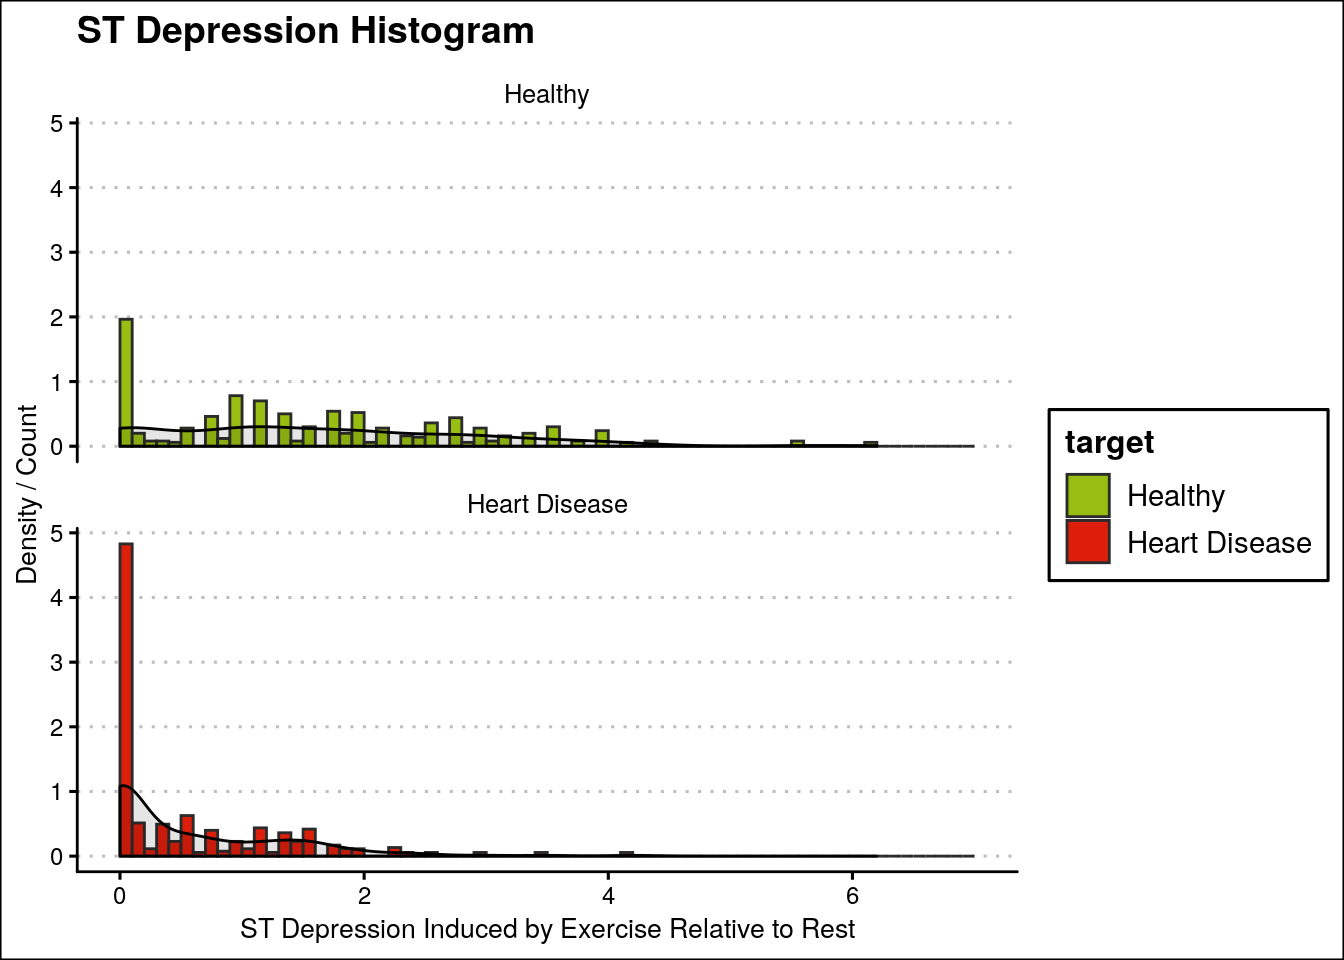 ST Depression Histogram
Healthy
5
4
3
2
1
0
Density / Count
Heart Disease
5
4
3
2
1
0
0 2 4 6
ST Depression Induced by Exercise Relative to Rest
target
Healthy
Heart Disease